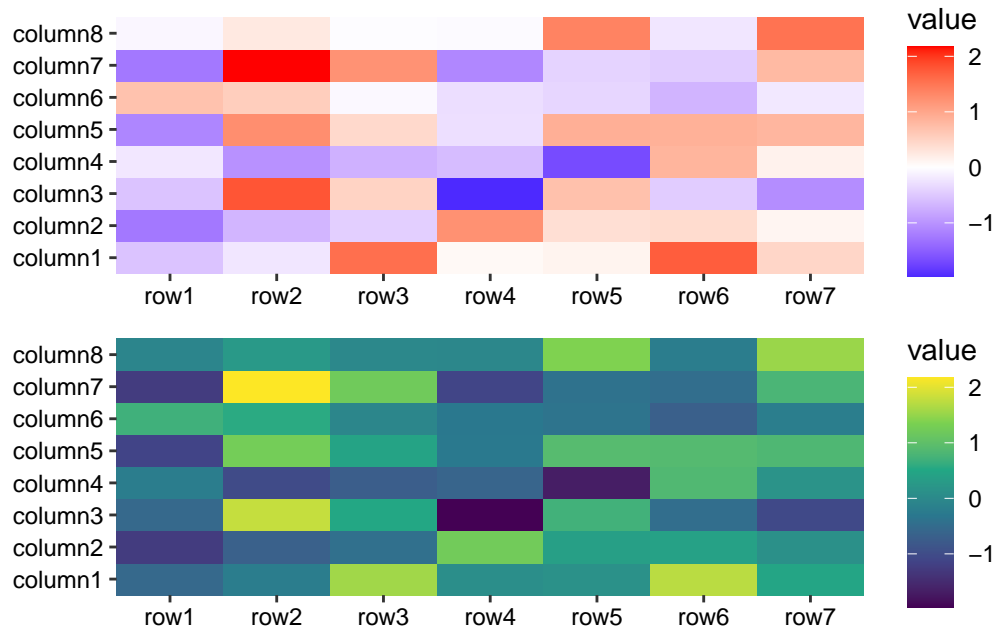 value
column8
column7
column6
column5
column4
column3
column2
column1
row1 row2 row3 row4 row5 row6 row7
2
1
0
−1
value
column8
column7
column6
column5
column4
column3
column2
column1
row1 row2 row3 row4 row5 row6 row7
2
1
0
−1